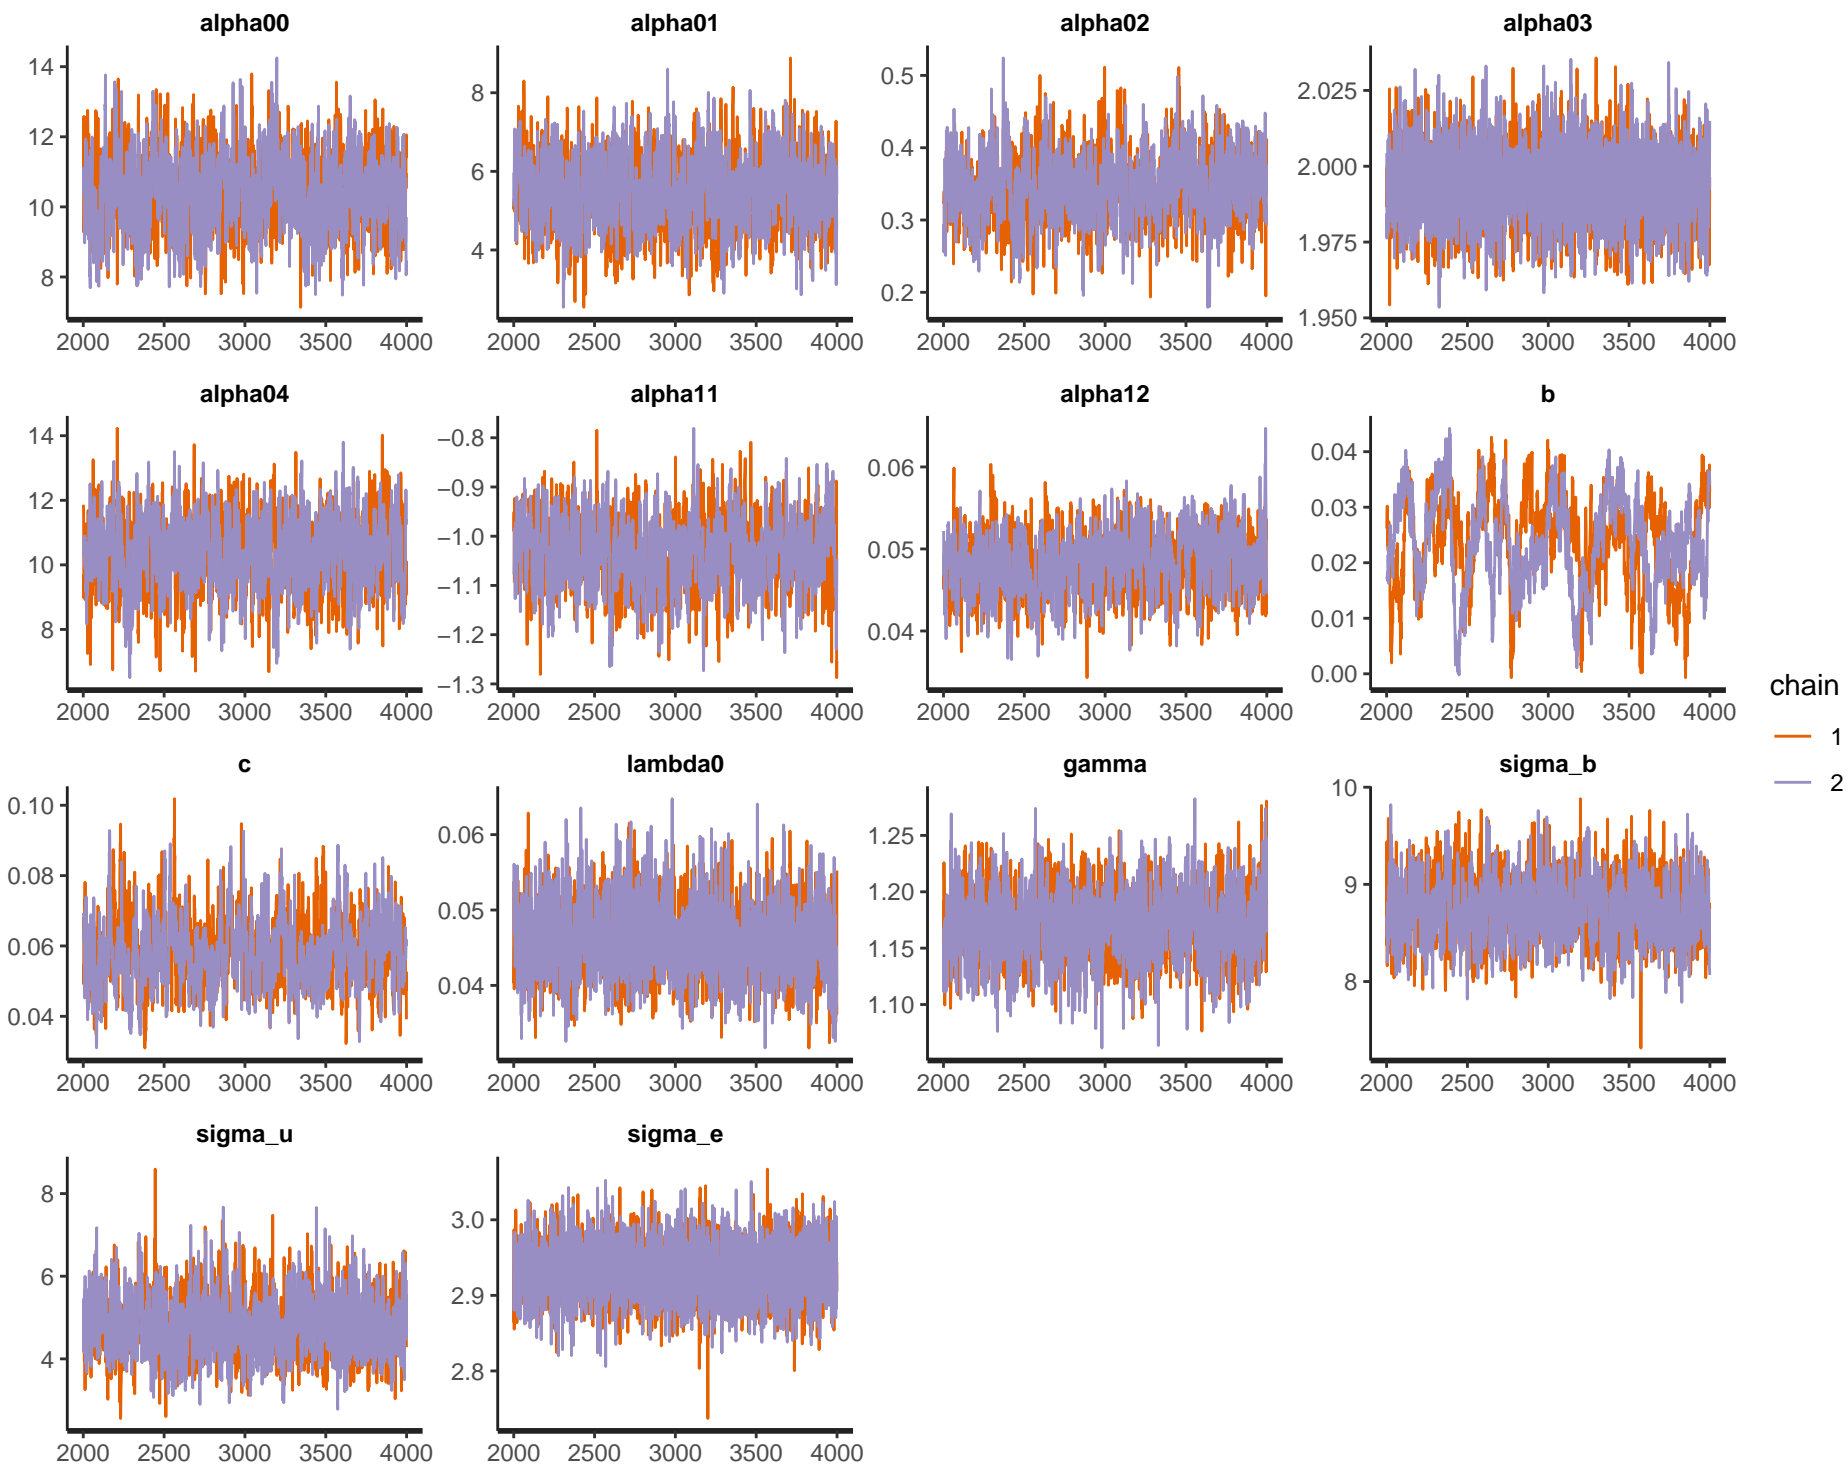 alpha00 alpha01 alpha02 alpha03
14 12 10 8
8 6 4
0.5 0.4 0.3 0.2
2.025 2.000 1.975 1.950
2000 2500 3000 3500 4000 2000 2500 3000 3500 4000 2000 2500 3000 3500 4000 2000 2500 3000 3500 4000
alpha04 alpha11 alpha12 b
14 12 10 8
−0.8 −0.9 −1.0 −1.1 −1.2 −1.3
0.06 0.05 0.04
0.04 0.03 0.02 0.01 0.00
2000 2500 3000 3500 4000 2000 2500 3000 3500 4000 2000 2500 3000 3500 4000 2000 2500 3000 3500 4000
chain
1
2
c lambda0 gamma sigma_b
0.10 0.08 0.06 0.04
0.06 0.05 0.04
1.25 1.20 1.15 1.10
10 9 8
2000 2500 3000 3500 4000 2000 2500 3000 3500 4000 2000 2500 3000 3500 4000 2000 2500 3000 3500 4000
sigma_u sigma_e
8 6 4
3.0 2.9 2.8
2000 2500 3000 3500 4000 2000 2500 3000 3500 4000